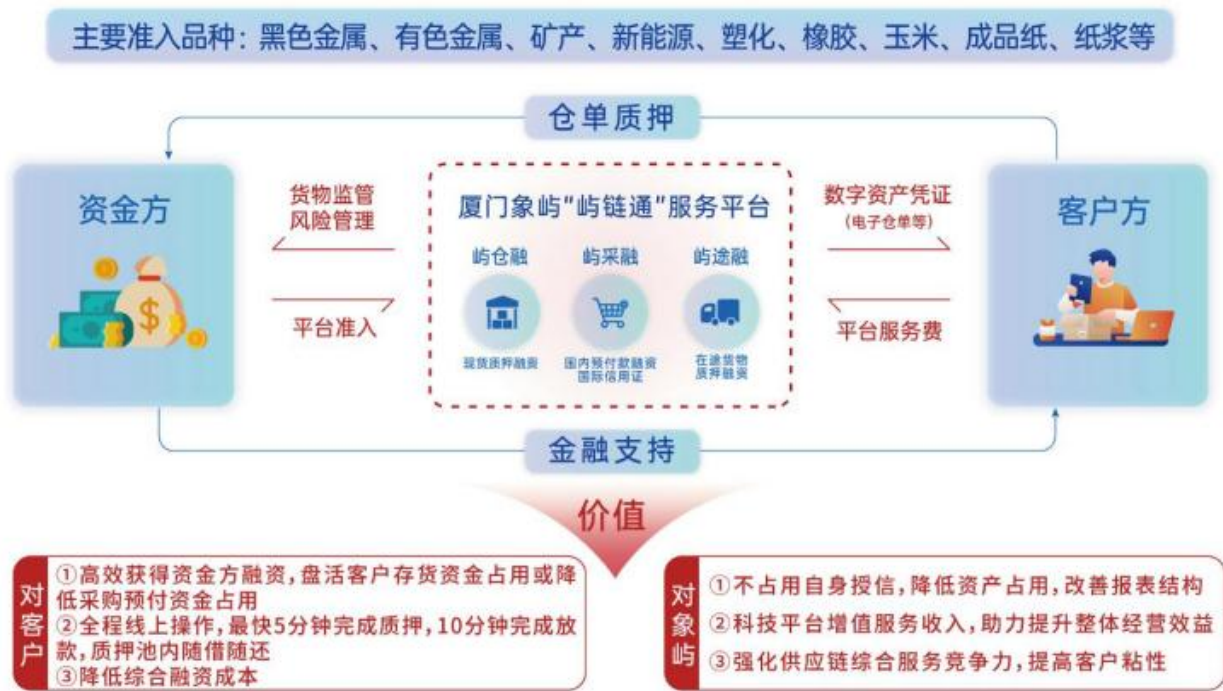 主要准入品种：黑色金属、有色金属、矿产、新能源、塑化、橡胶、玉米、成品纸、纸浆等
仓单质押
资金方
货物监管
风险管理
平台准入
厦门象屿“屿链通”服务平台
屿仓融
屿采融
屿途融
现货质押融资
国内预付款融资
国际信用证
在途货物
质押融资
数字资产凭证
(电子仓单等)
平台服务费
客户方
金融支持
价值
对客户
①高效获得资金方融资，盘活客户存货资金占用或降
低采购预付资金占用
②全程线上操作，最快5分钟完成质押，10分钟完成放
款，质押池内随借随还
③降低综合融资成本
对象屿
①不占用自身授信，降低资产占用，改善报表结构
②科技平台增值服务收入，助力提升整体经营效益
③强化供应链综合服务竞争力，提高客户粘性